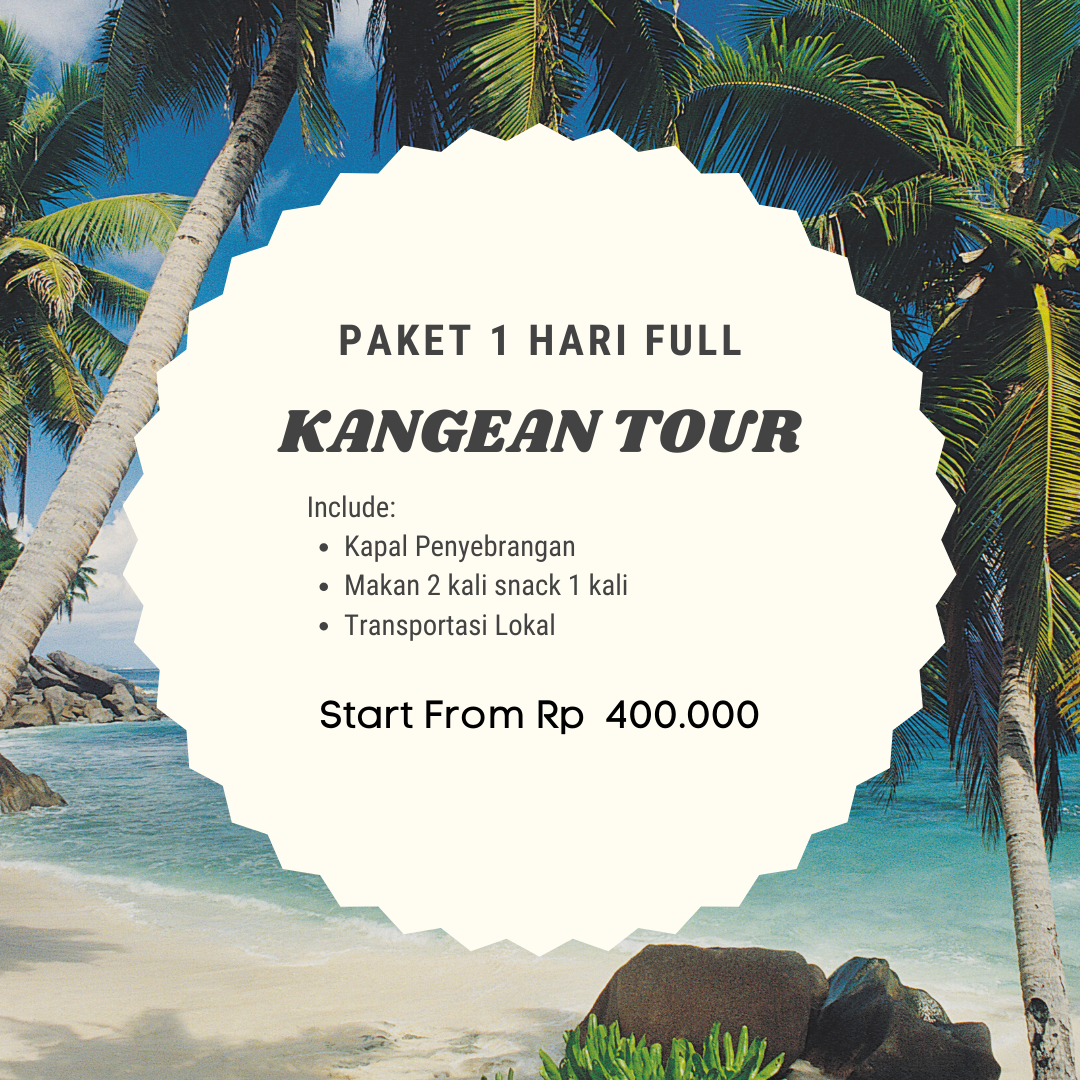 PAKET 1 HARI FULL
KANGEAN TOUR
Include:
• Kapal Penyebrangan
• Makan 2 kali snack 1 kali
• Transportasi Lokal
Start From Rp 400.000